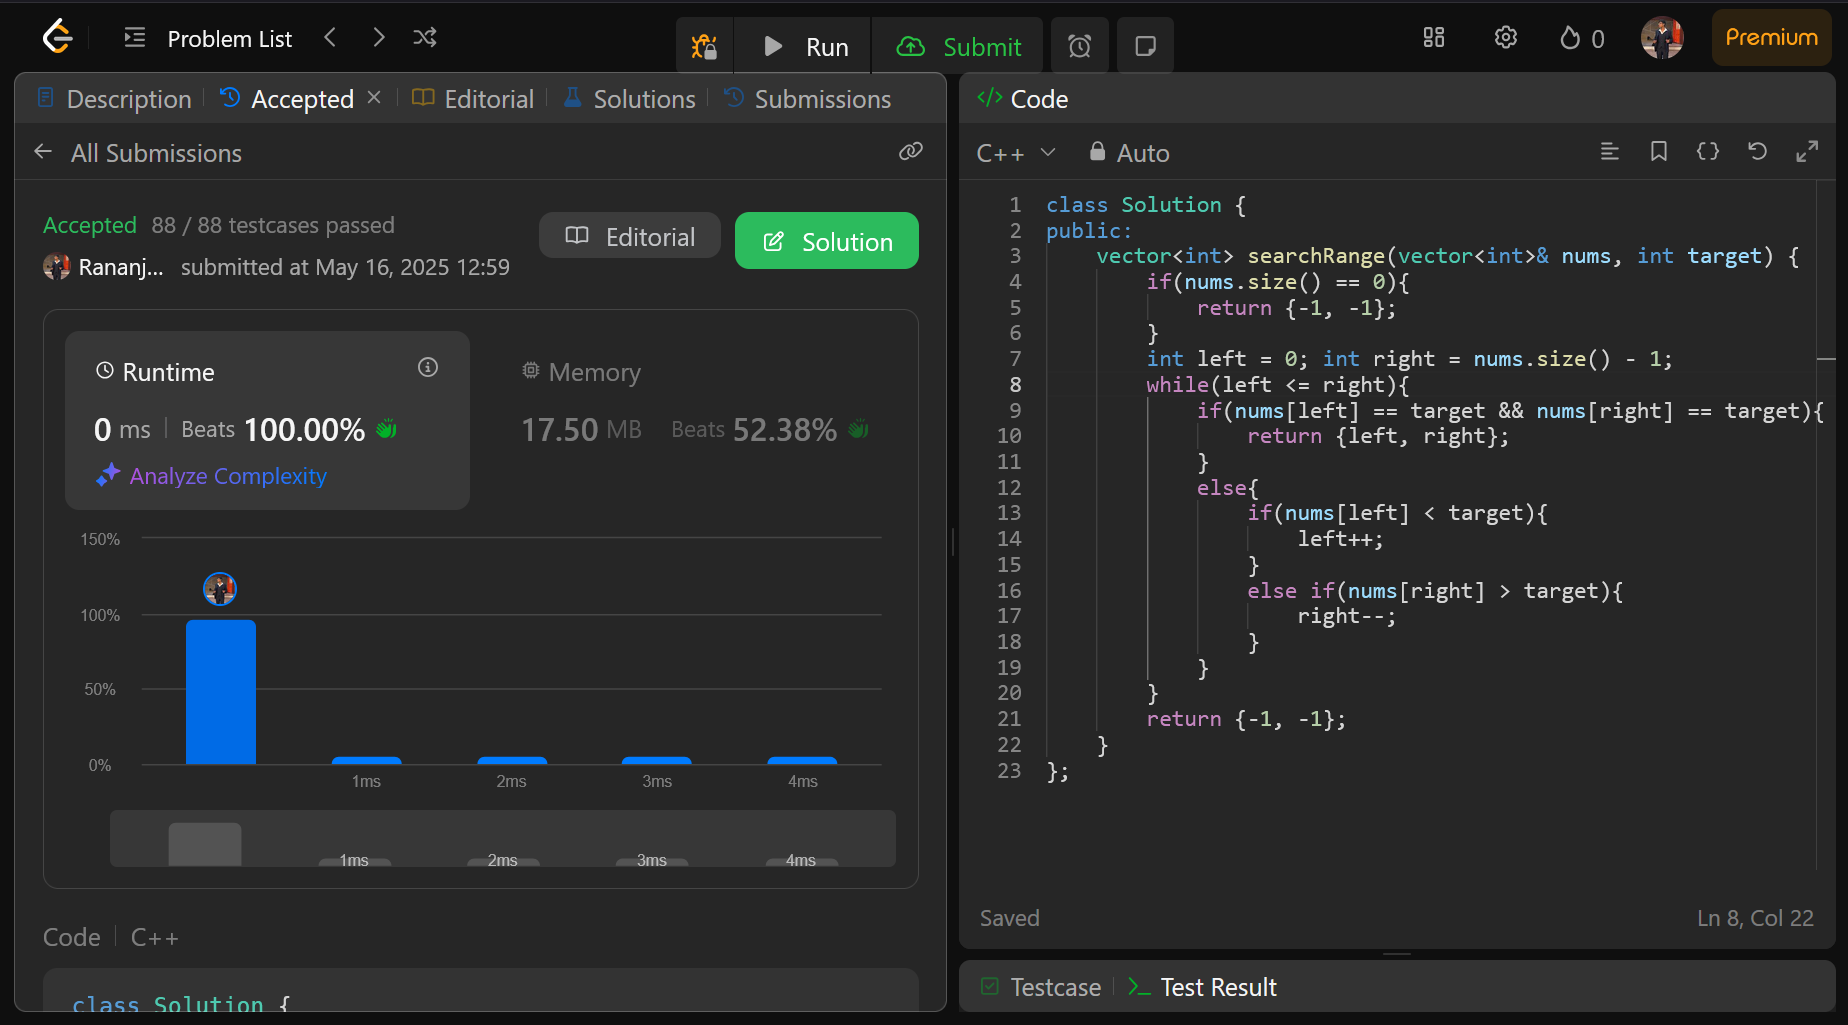 Problem List
Run
Submit
0
Premium
Description
Accepted
Editorial
Solutions
Submissions
All Submissions
Accepted 88 / 88 testcases passed
Rananj... submitted at May 16, 2025 12:59
Editorial
Solution
Runtime
0 ms Beats 100.00%
Analyze Complexity
Memory
17.50 MB Beats 52.38%
150%
100%
50%
0%
1ms 2ms 3ms 4ms
1ms 2ms 3ms 4ms
Code C++
class Solution {
</> Code
C++ Auto
1 class Solution {
2 public:
3     vector<int> searchRange(vector<int>& nums, int target) {
4         if(nums.size() == 0){
5             return {-1, -1};
6         }
7         int left = 0; int right = nums.size() - 1;
8         while(left <= right){
9             if(nums[left] == target && nums[right] == target){
10                 return {left, right};
11             }
12             else{
13                 if(nums[left] < target){
14                     left++;
15                 }
16                 else if(nums[right] > target){
17                     right--;
18                 }
19             }
20         }
21         return {-1, -1};
22     }
23 };
Saved
Ln 8, Col 22
Testcase
Test Result